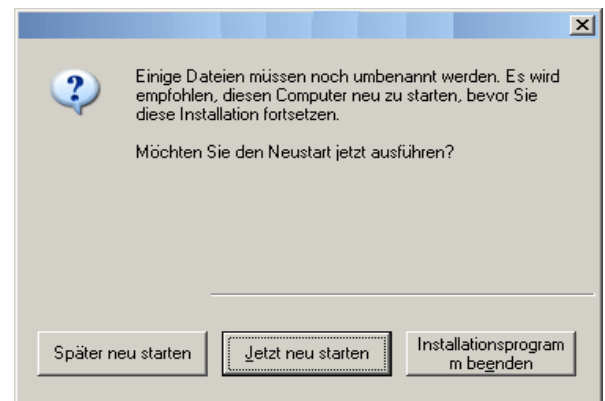 Einige Dateien müssen noch umbenannt werden. Es wird
empfohlen, diesen Computer neu zu starten, bevor Sie
diese Installation fortsetzen.
Möchten Sie den Neustart jetzt ausführen?
Später neu starten
Jetzt neu starten
Installationsprogram
m beenden